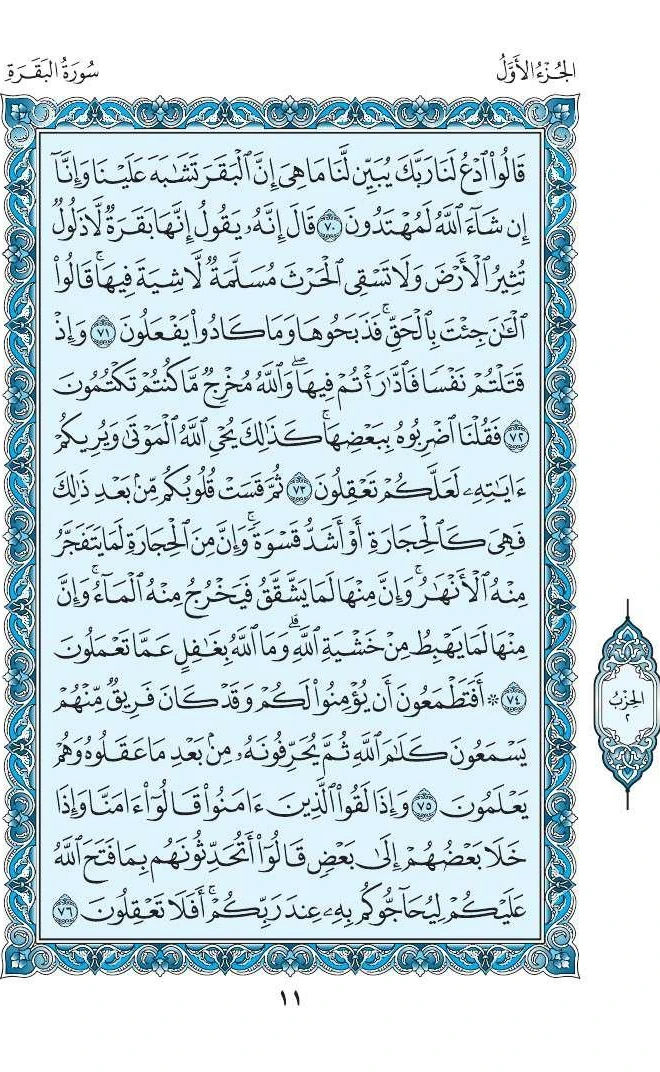 الجُزْءُ الأَوَّلُ
سُورَةُ البَقَرَةِ
قَالُواْ ٱدۡعُ لَنَا رَبَّكَ يُبَيِّن لَّنَا مَا هِىَ إِنَّ ٱلۡبَقَرَ تَشَٰبَهَ عَلَيۡنَا وَإِنَّآ
إِن شَآءَ ٱللَّهُ لَمُهۡتَدُونَ ٧٠ قَالَ إِنَّهُۥ يَقُولُ إِنَّهَا بَقَرَةٞ لَّا ذَلُولٞ
تُثِيرُ ٱلۡأَرۡضَ وَلَا تَسۡقِى ٱلۡحَرۡثَ مُسَلَّمَةٞ لَّا شِيَةَ فِيهَاۚ قَالُواْ
ٱلۡـَٰٔنَ جِئۡتَ بِٱلۡحَقِّۚ فَذَبَحُوهَا وَمَا كَادُواْ يَفۡعَلُونَ ٧١ وَإِذۡ
قَتَلۡتُمۡ نَفۡسٗا فَٱدَّٰرَٰٔتُمۡ فِيهَاۖ وَٱللَّهُ مُخۡرِجٞ مَّا كُنتُمۡ تَكۡتُمُونَ
٧٢ فَقُلۡنَا ٱضۡرِبُوهُ بِبَعۡضِهَاۚ كَذَٰلِكَ يُحۡىِ ٱللَّهُ ٱلۡمَوۡتَىٰ وَيُرِيكُمۡ
ءَايَٰتِهِۦ لَعَلَّكُمۡ تَعۡقِلُونَ ٧٣ ثُمَّ قَسَتۡ قُلُوبُكُم مِّنۢ بَعۡدِ ذَٰلِكَ
فَهِىَ كَٱلۡحِجَارَةِ أَوۡ أَشَدُّ قَسۡوَةٗۚ وَإِنَّ مِنَ ٱلۡحِجَارَةِ لَمَا يَتَفَجَّرُ
مِنۡهُ ٱلۡأَنۡهَٰرُۚ وَإِنَّ مِنۡهَا لَمَا يَشَّقَّقُ فَيَخۡرُجُ مِنۡهُ ٱلۡمَآءُۚ وَإِنَّ
مِنۡهَا لَمَا يَهۡبِطُ مِنۡ خَشۡيَةِ ٱللَّهِۗ وَمَا ٱللَّهُ بِغَٰفِلٍ عَمَّا تَعۡمَلُونَ
٧٤ ۞ أَفَتَطۡمَعُونَ أَن يُؤۡمِنُواْ لَكُمۡ وَقَدۡ كَانَ فَرِيقٞ مِّنۡهُمۡ
يَسۡمَعُونَ كَلَٰمَ ٱللَّهِ ثُمَّ يُحَرِّفُونَهُۥ مِنۢ بَعۡدِ مَا عَقَلُوهُ وَهُمۡ
يَعۡلَمُونَ ٧٥ وَإِذَا لَقُواْ ٱلَّذِينَ ءَامَنُواْ قَالُوٓاْ ءَامَنَّا وَإِذَا
خَلَا بَعۡضُهُمۡ إِلَىٰ بَعۡضٖ قَالُوٓاْ أَتُحَدِّثُونَهُم بِمَا فَتَحَ ٱللَّهُ
عَلَيۡكُمۡ لِيُحَآجُّوكُم بِهِۦ عِندَ رَبِّكُمۡۚ أَفَلَا تَعۡقِلُونَ ٧٦
الحِزْبُ
٢
١١